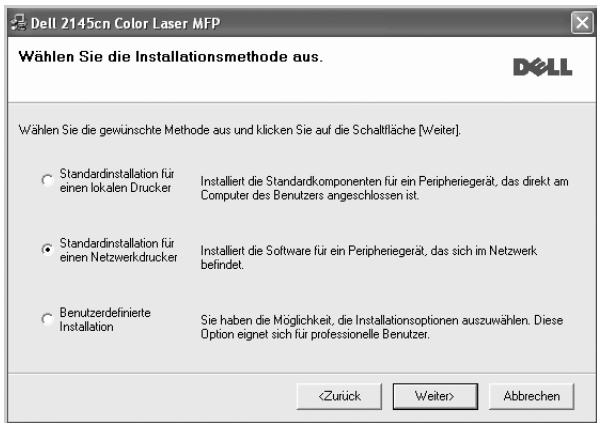 Dell 2145cn Color Laser MFP
Wählen Sie die Installationsmethode aus.
DELL
Wählen Sie die gewünschte Methode aus und klicken Sie auf die Schaltfläche [Weiter].
Standardinstallation für
einen lokalen Drucker
Installiert die Standardkomponenten für ein Peripheriegerät, das direkt am
Computer des Benutzers angeschlossen ist.
Standardinstallation für
einen Netzwerkdrucker
Installiert die Software für ein Peripheriegerät, das sich im Netzwerk
befindet.
Benutzerdefinierte
Installation
Sie haben die Möglichkeit, die Installationsoptionen auszuwählen. Diese
Option eignet sich für professionelle Benutzer.
<Zurück
Weiter>
Abbrechen